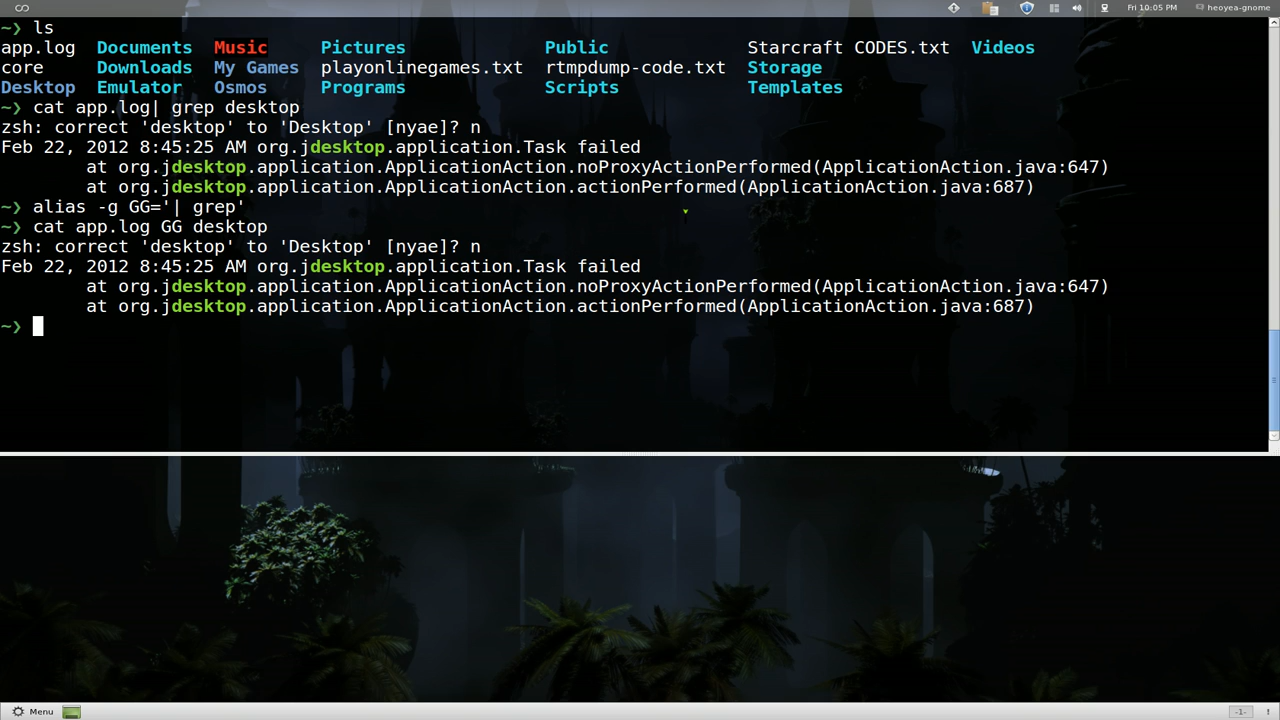 Fri 10:05 PM heoyea-gnome
~❯ ls
app.log Documents Music Pictures Public Starcraft CODES.txt Videos
core Downloads My Games playonlinegames.txt rtmpdump-code.txt Storage
Desktop Emulator Osmos Programs Scripts Templates
~❯ cat app.log| grep desktop
zsh: correct 'desktop' to 'Desktop' [nyae]? n
Feb 22, 2012 8:45:25 AM org.jdesktop.application.Task failed
at org.jdesktop.application.ApplicationAction.noProxyActionPerformed(ApplicationAction.java:647)
at org.jdesktop.application.ApplicationAction.actionPerformed(ApplicationAction.java:687)
~❯ alias -g GG='| grep'
~❯ cat app.log GG desktop
zsh: correct 'desktop' to 'Desktop' [nyae]? n
Feb 22, 2012 8:45:25 AM org.jdesktop.application.Task failed
at org.jdesktop.application.ApplicationAction.noProxyActionPerformed(ApplicationAction.java:647)
at org.jdesktop.application.ApplicationAction.actionPerformed(ApplicationAction.java:687)
~❯
Menu -1- !